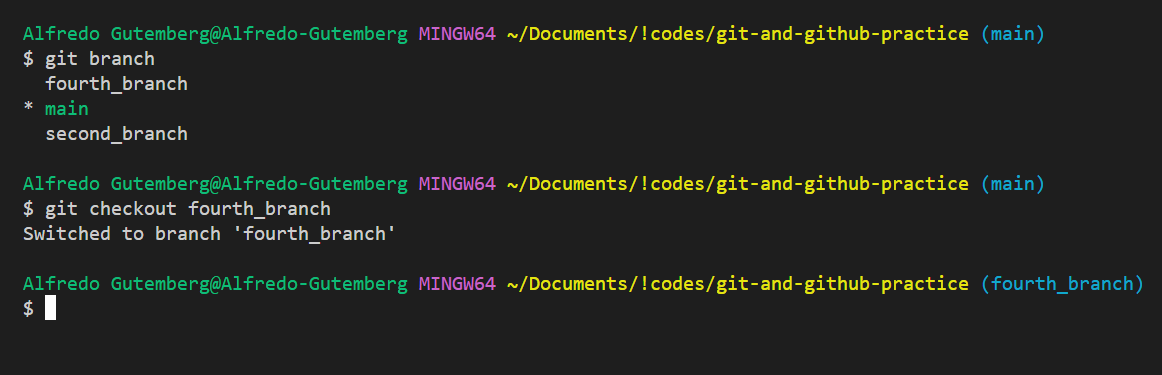 Alfredo Gutemberg@Alfredo-Gutemberg MINGW64 ~/Documents/!codes/git-and-github-practice (main)
$ git branch
  fourth_branch
* main
  second_branch

Alfredo Gutemberg@Alfredo-Gutemberg MINGW64 ~/Documents/!codes/git-and-github-practice (main)
$ git checkout fourth_branch
Switched to branch 'fourth_branch'

Alfredo Gutemberg@Alfredo-Gutemberg MINGW64 ~/Documents/!codes/git-and-github-practice (fourth_branch)
$